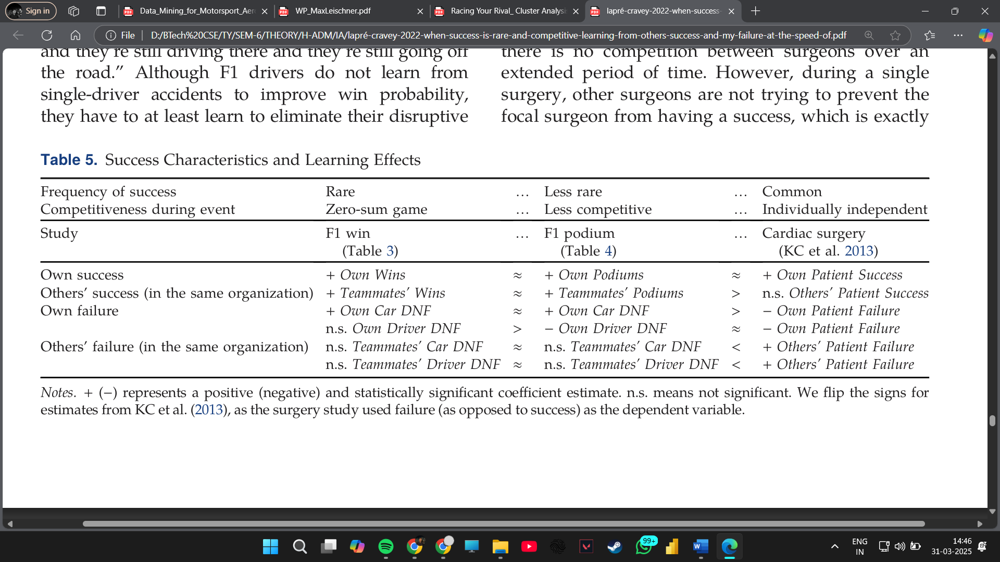 Sign in
Data_Mining_for_Motorsport_Aer
WP_MaxLeischner.pdf
Racing Your Rival_ Cluster Analysi
lapré-cravey-2022-when-success-
File
D:/BTech%20CSE/TY/SEM-6/THEORY/H-ADM/IA/lapré-cravey-2022-when-success-is-rare-and-competitive-learning-from-others-success-and-my-failure-at-the-speed-of.pdf
and they're still driving there and they're still going off
the road.” Although F1 drivers do not learn from
single-driver accidents to improve win probability,
they have to at least learn to eliminate their disruptive
there is no competition between surgeons over an
extended period of time. However, during a single
surgery, other surgeons are not trying to prevent the
focal surgeon from having a success, which is exactly
Table 5. Success Characteristics and Learning Effects
Frequency of success Rare … Less rare … Common
Competitiveness during event Zero-sum game … Less competitive … Individually independent
Study F1 win … F1 podium … Cardiac surgery
(Table 3) (Table 4) (KC et al. 2013)
Own success + Own Wins ≈ + Own Podiums ≈ + Own Patient Success
Others' success (in the same organization) + Teammates' Wins ≈ + Teammates' Podiums > n.s. Others' Patient Success
Own failure + Own Car DNF ≈ + Own Car DNF > − Own Patient Failure
n.s. Own Driver DNF > − Own Driver DNF ≈ − Own Patient Failure
Others' failure (in the same organization) n.s. Teammates' Car DNF ≈ n.s. Teammates' Car DNF < + Others' Patient Failure
n.s. Teammates' Driver DNF ≈ n.s. Teammates' Driver DNF < + Others' Patient Failure
Notes. + (−) represents a positive (negative) and statistically significant coefficient estimate. n.s. means not significant. We flip the signs for
estimates from KC et al. (2013), as the surgery study used failure (as opposed to success) as the dependent variable.
99+
ENG
IN
14:46
31-03-2025